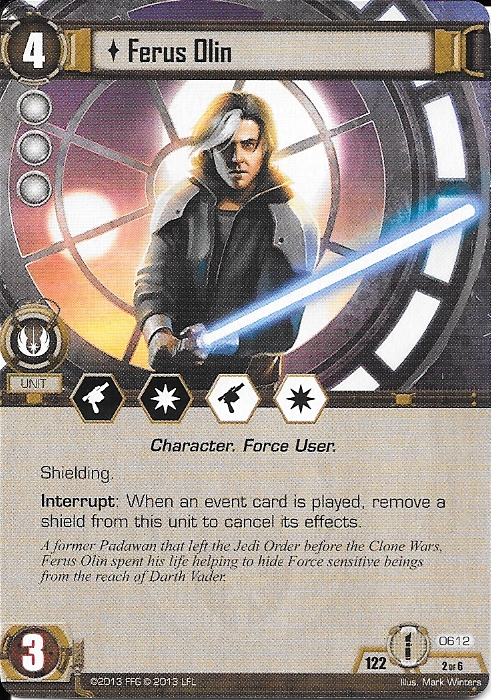 4
Ferus Olin
UNIT
Character. Force User.
Shielding.
Interrupt: When an event card is played, remove a
shield from this unit to cancel its effects.
A former Padawan that left the Jedi Order before the Clone Wars,
Ferus Olin spent his life helping to hide Force sensitive beings
from the reach of Darth Vader.
3
0612
122
2 of 6
©2013 FFG © 2013 LFL
Illus. Mark Winters